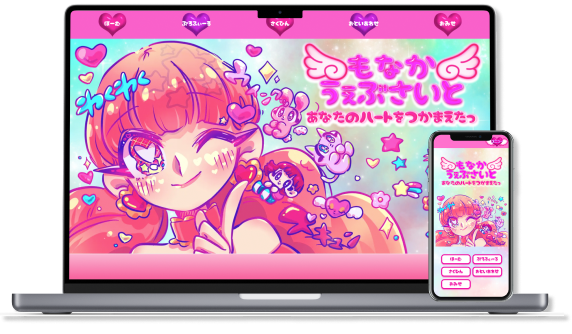 ほーむ
ぷろふぃーる
さくひん
おといあわせ
おみせ
わくわく
もなか
うぇぶさいと
あなたのハートをつかまえたっ
もなか
うぇぶさいと
あなたのハートをつかまえたっ
わくわく
ほーむ
ぷろふぃーる
さくひん
おといあわせ
おみせ